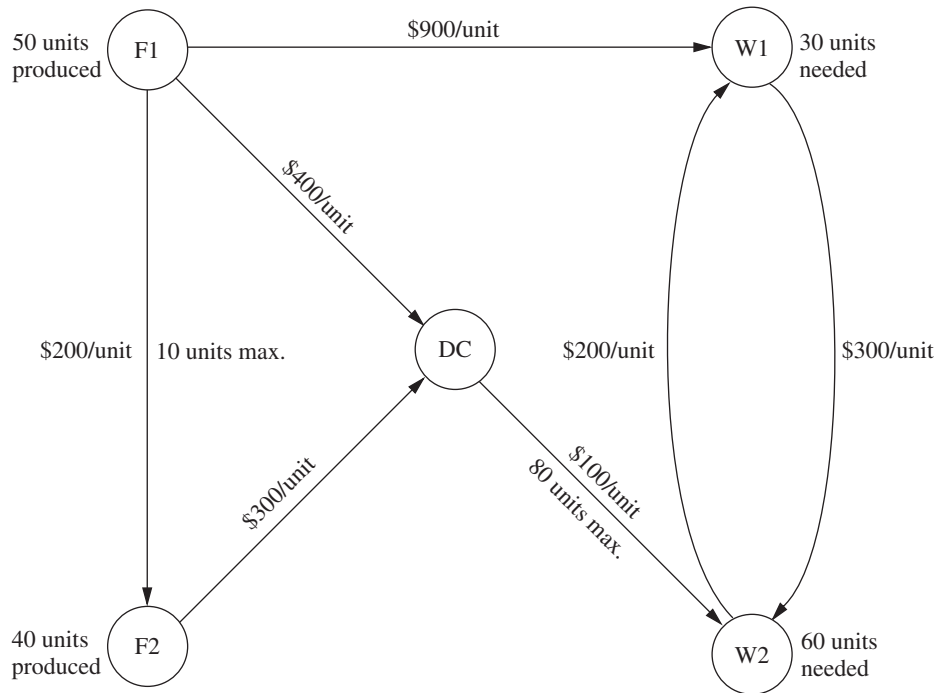 $900/unit
50 units
produced
F1
W1
30 units
needed
$400/unit
$200/unit
10 units max.
DC
$200/unit
$300/unit
$300/unit
$100/unit
80 units max.
40 units
produced
F2
W2
60 units
needed